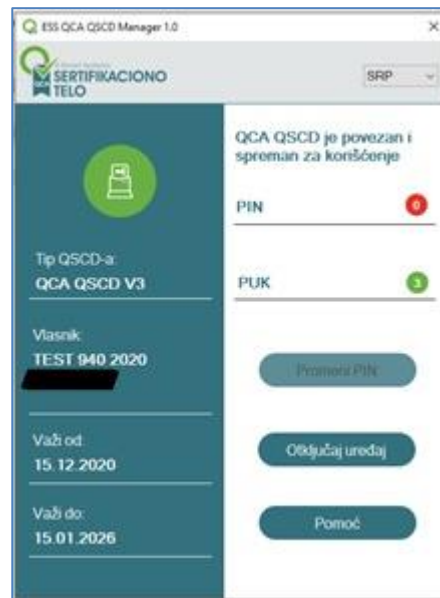 ESS QCA QSCD Manager 1.0
SERTIFIKACIONO
TELO
SRP
QCA QSCD je povezan i
spreman za korišćenje
PIN
0
Tip QSCD-a:
QCA QSCD V3
PUK
3
Vlasnik
TEST 940 2020
Promeni PIN
Važi od:
15.12.2020
Otključaj uređaj
Važi do:
15.01.2026
Pomoć